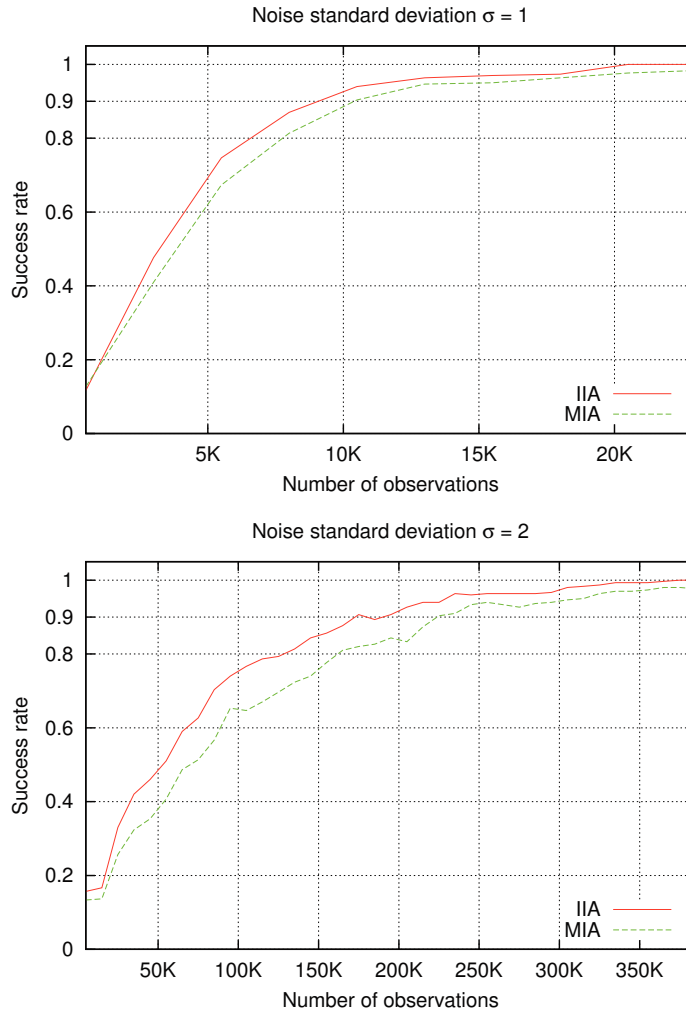 Noise standard deviation σ = 1
1
0.9
0.8
0.6
0.4
0.2
0
Success rate
IIA
MIA
5K
10K
15K
20K
Number of observations
Noise standard deviation σ = 2
1
0.9
0.8
0.6
0.4
0.2
0
Success rate
IIA
MIA
50K
100K
150K
200K
250K
300K
350K
Number of observations